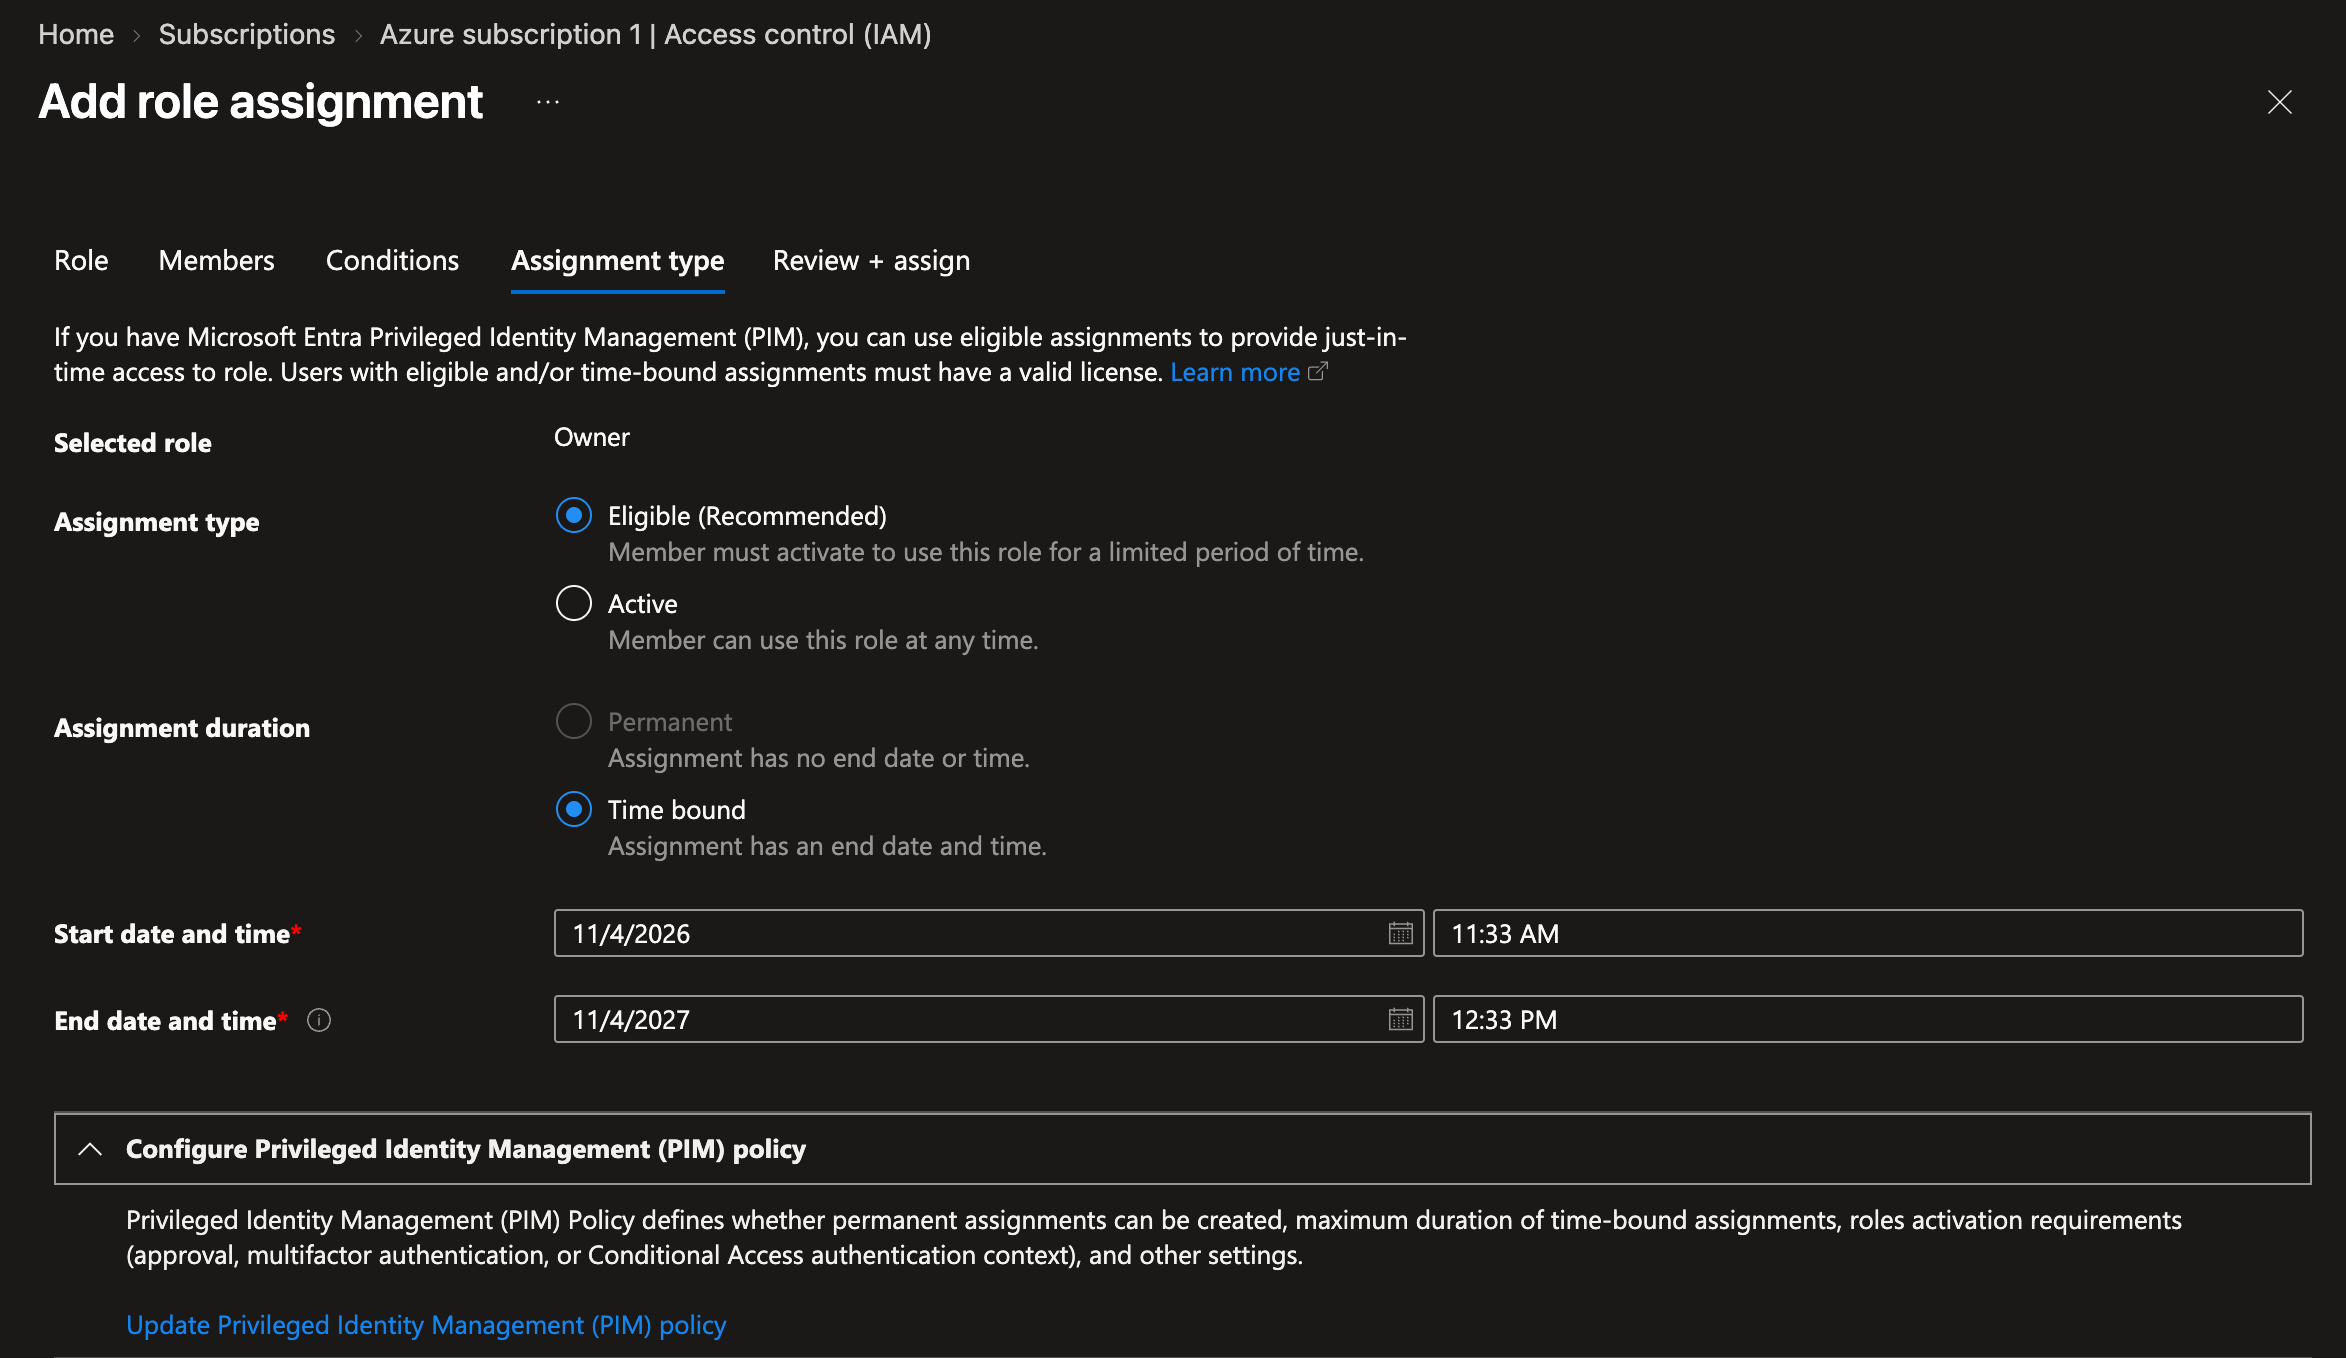 Home > Subscriptions > Azure subscription 1 | Access control (IAM)
Add role assignment ...
Role Members Conditions Assignment type Review + assign
If you have Microsoft Entra Privileged Identity Management (PIM), you can use eligible assignments to provide just-in-
time access to role. Users with eligible and/or time-bound assignments must have a valid license. Learn more
Selected role Owner
Assignment type Eligible (Recommended)
Member must activate to use this role for a limited period of time.
Active
Member can use this role at any time.
Assignment duration Permanent
Assignment has no end date or time.
Time bound
Assignment has an end date and time.
Start date and time* 11/4/2026 11:33 AM
End date and time* 11/4/2027 12:33 PM
Configure Privileged Identity Management (PIM) policy
Privileged Identity Management (PIM) Policy defines whether permanent assignments can be created, maximum duration of time-bound assignments, roles activation requirements
(approval, multifactor authentication, or Conditional Access authentication context), and other settings.
Update Privileged Identity Management (PIM) policy